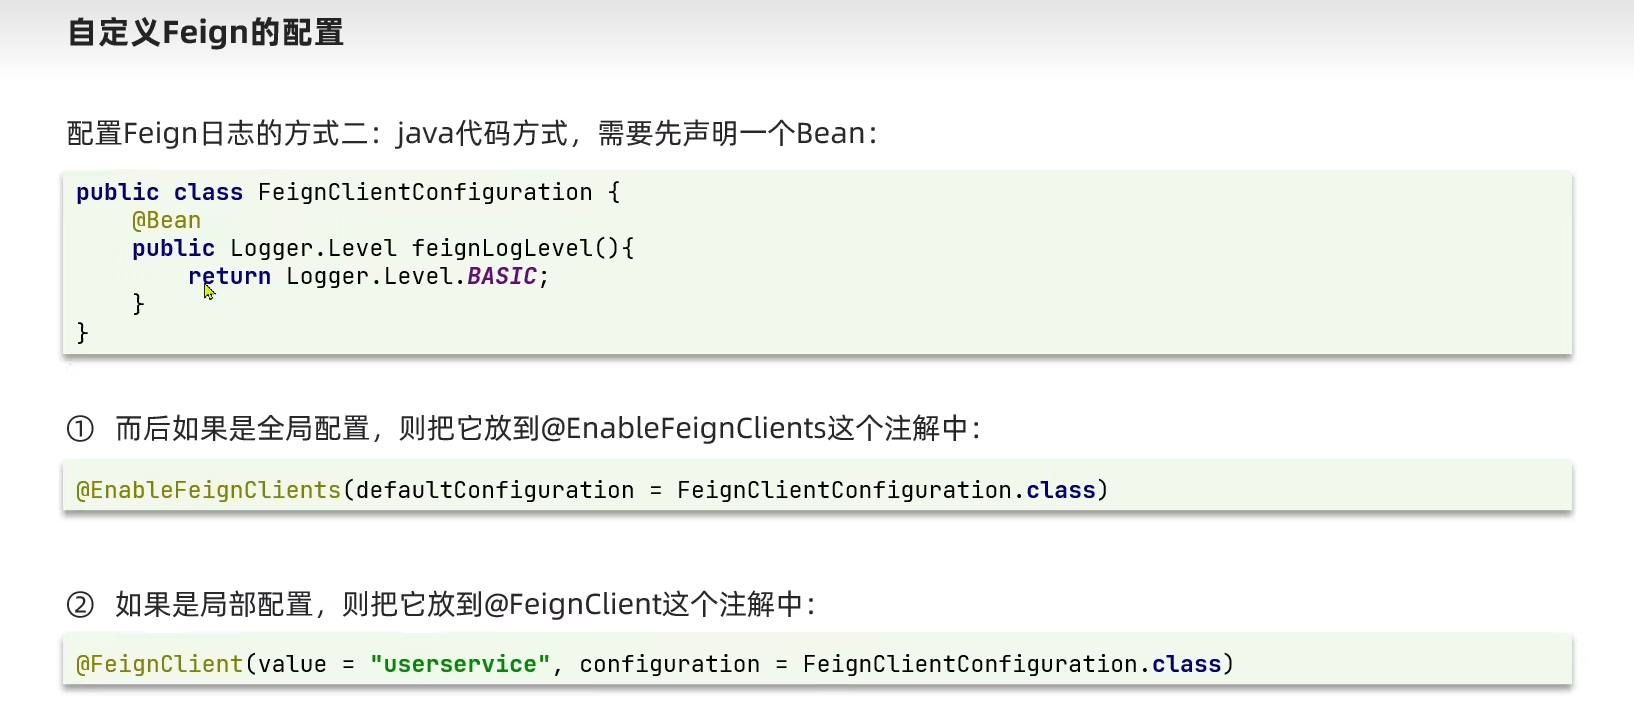 自定义Feign的配置
配置Feign日志的方式二：java代码方式，需要先声明一个Bean：
public class FeignClientConfiguration {
    @Bean
    public Logger.Level feignLogLevel(){
        return Logger.Level.BASIC;
    }
}
① 而后如果是全局配置，则把它放到@EnableFeignClients这个注解中：
@EnableFeignClients(defaultConfiguration = FeignClientConfiguration.class)
② 如果是局部配置，则把它放到@FeignClient这个注解中：
@FeignClient(value = "userservice", configuration = FeignClientConfiguration.class)